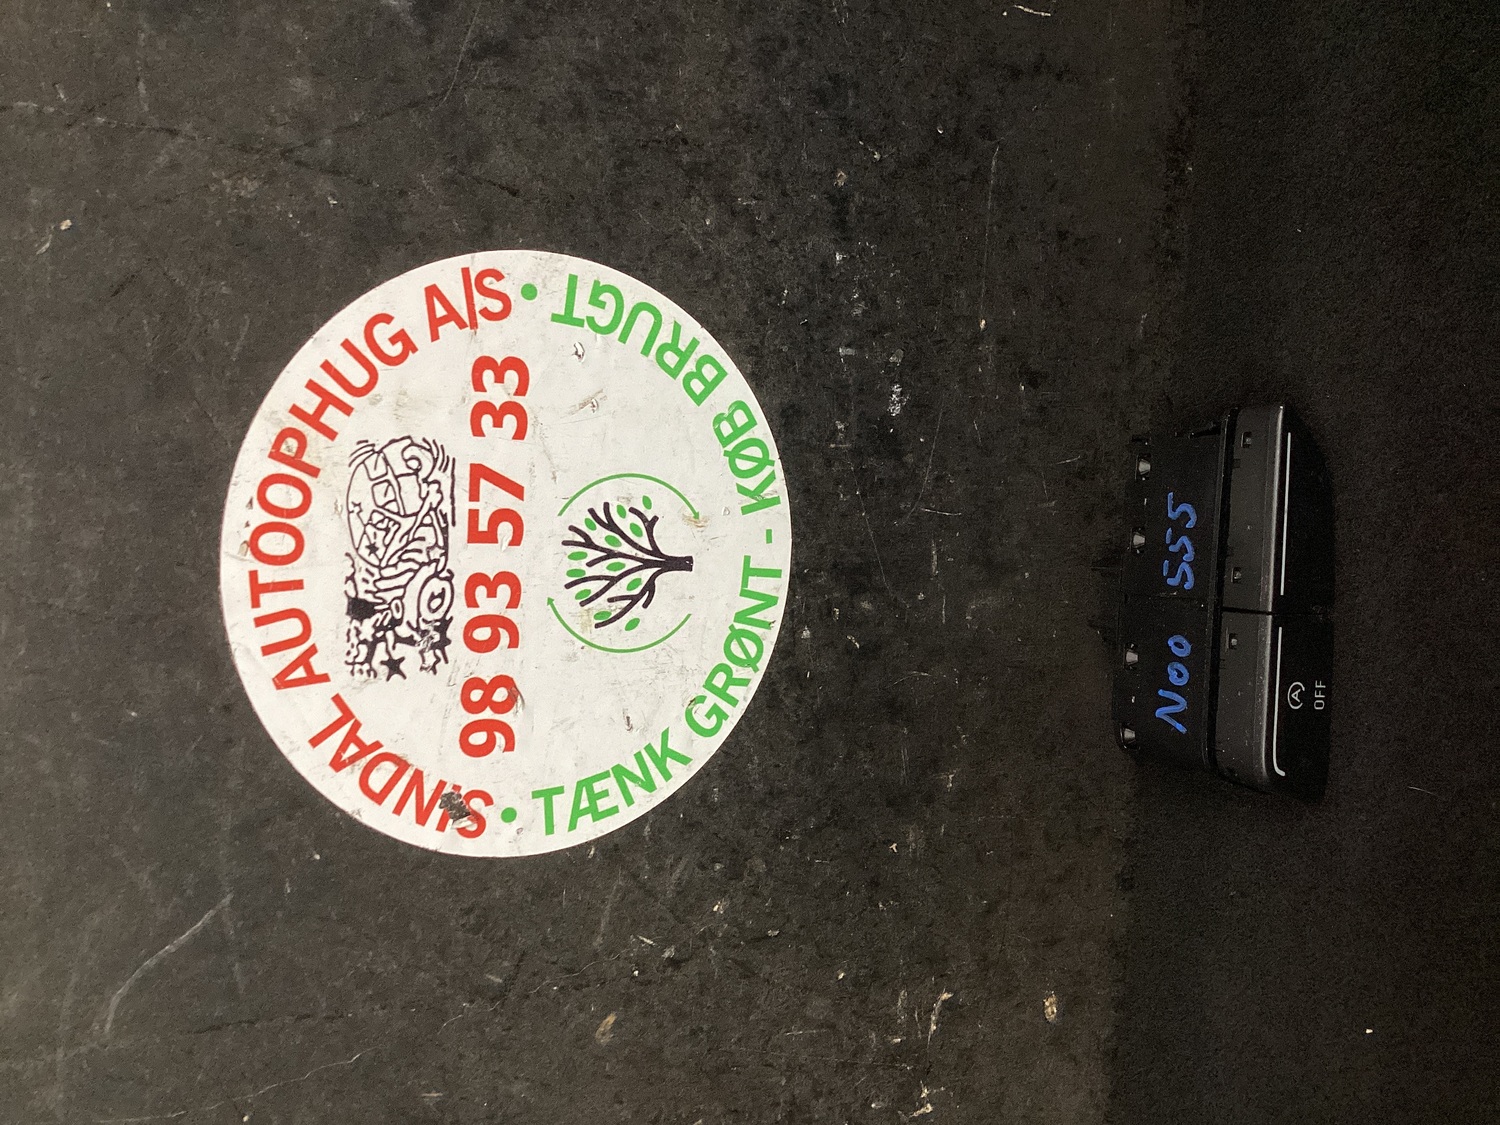 SINDAL AUTOOPHUG A/S
98 93 57 33
• TÆNK GRØNT - KØB BRUGT •
N00 555
A
OFF